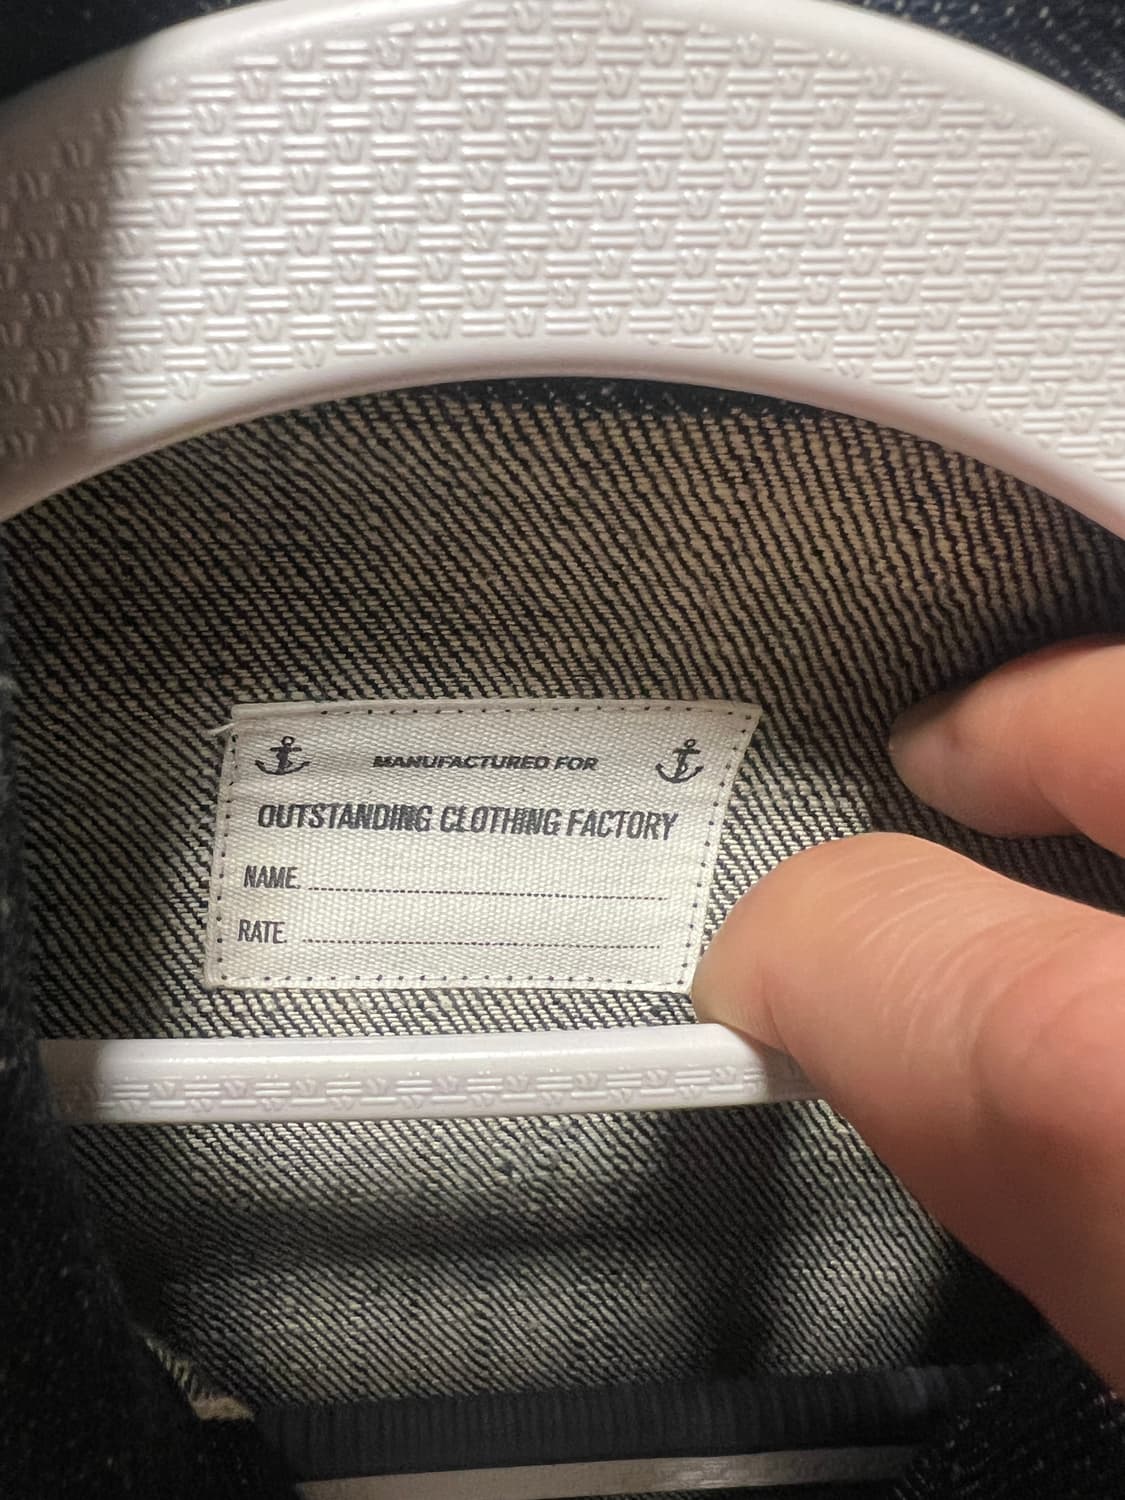 MANUFACTURED FOR
OUTSTANDING CLOTHING FACTORY
NAME
RATE